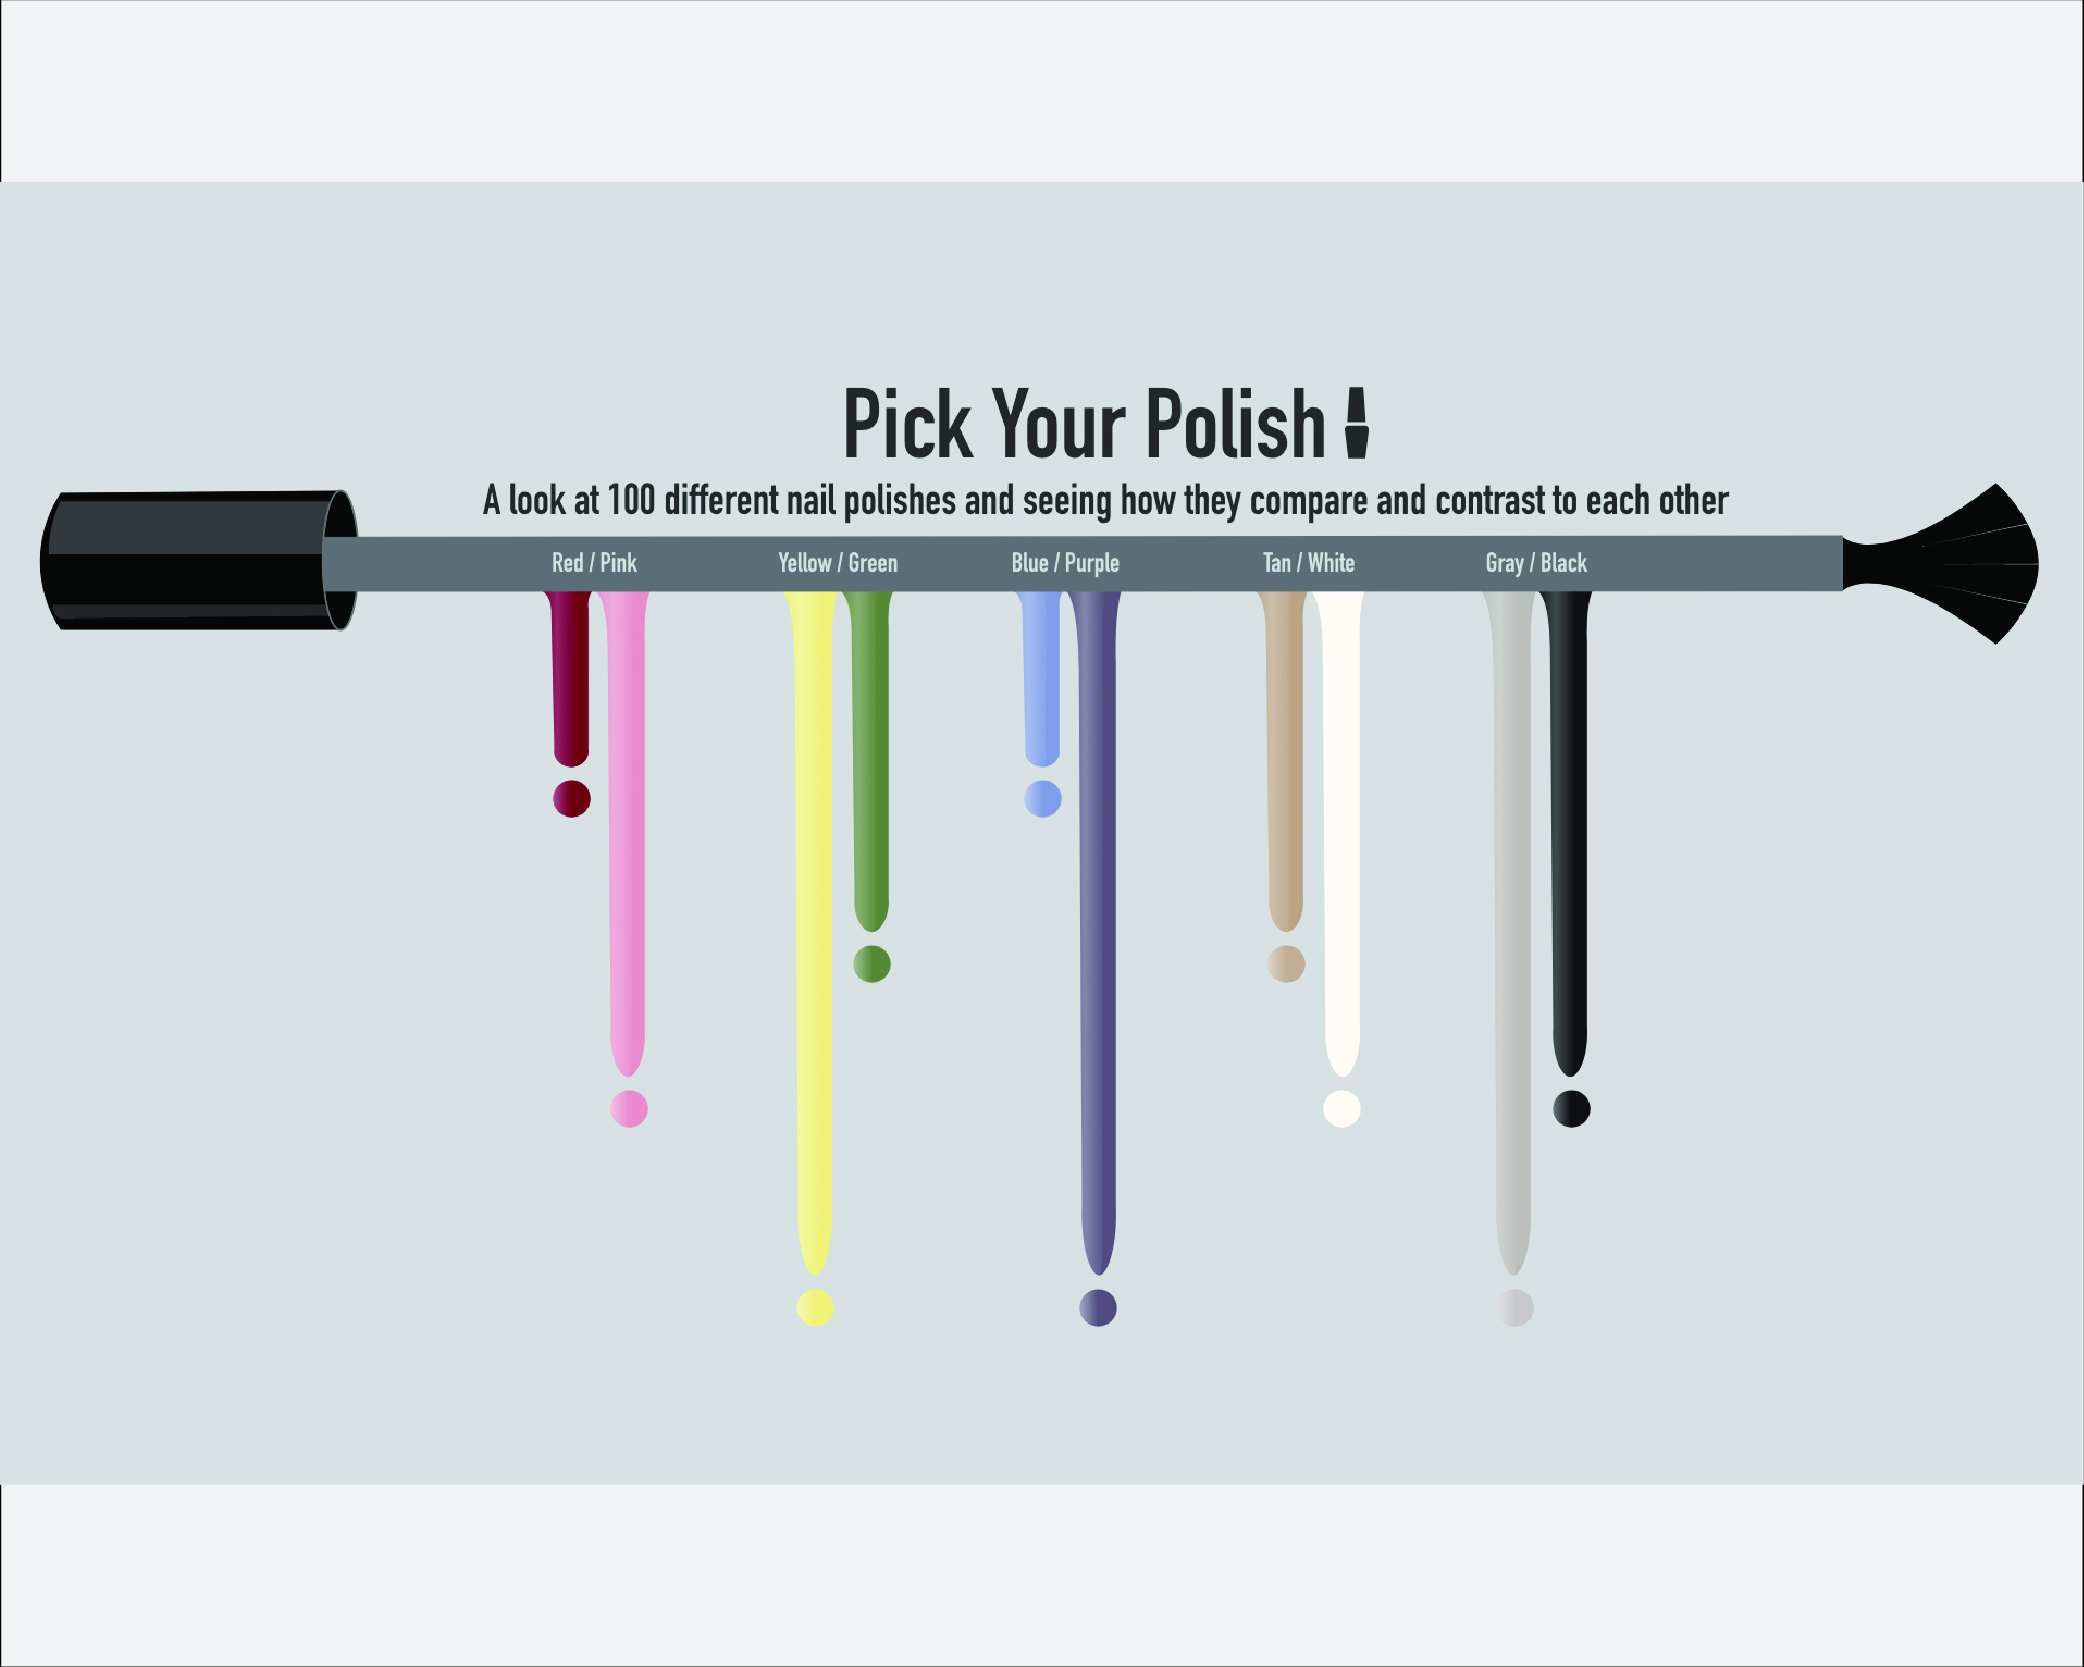 Pick Your Polish
A look at 100 different nail polishes and seeing how they compare and contrast to each other
Red / Pink
Yellow / Green
Blue / Purple
Tan / White
Gray / Black